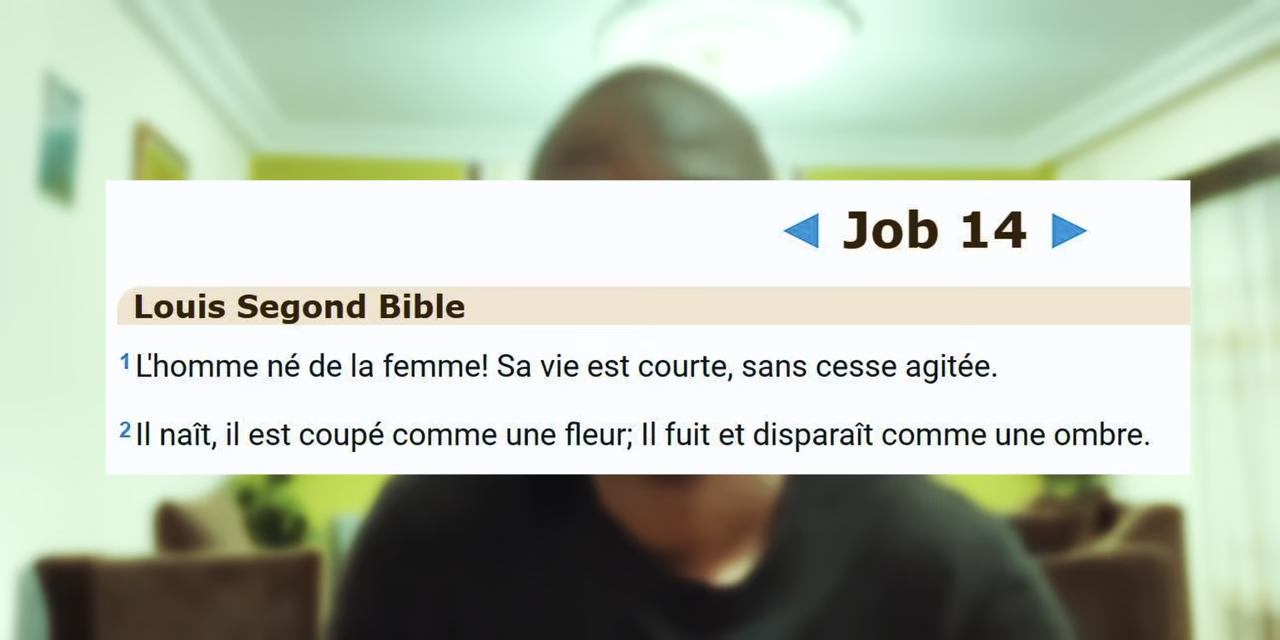 Job 14
Louis Segond Bible
1 L'homme né de la femme! Sa vie est courte, sans cesse agitée.
2 Il naît, il est coupé comme une fleur; Il fuit et disparaît comme une ombre.